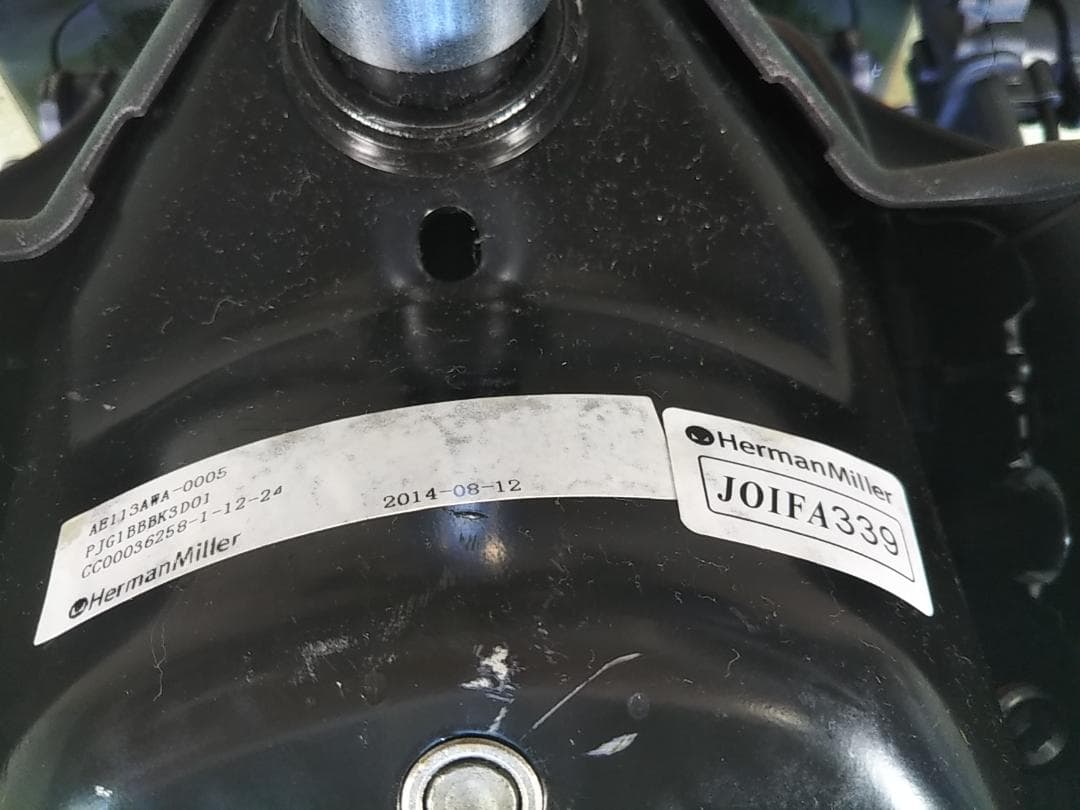 AE113AWA-0005
PJG1BBBK3D01
CC00036258-1-12-24
2014-08-12
HermanMiller
HermanMiller
JOIFA339